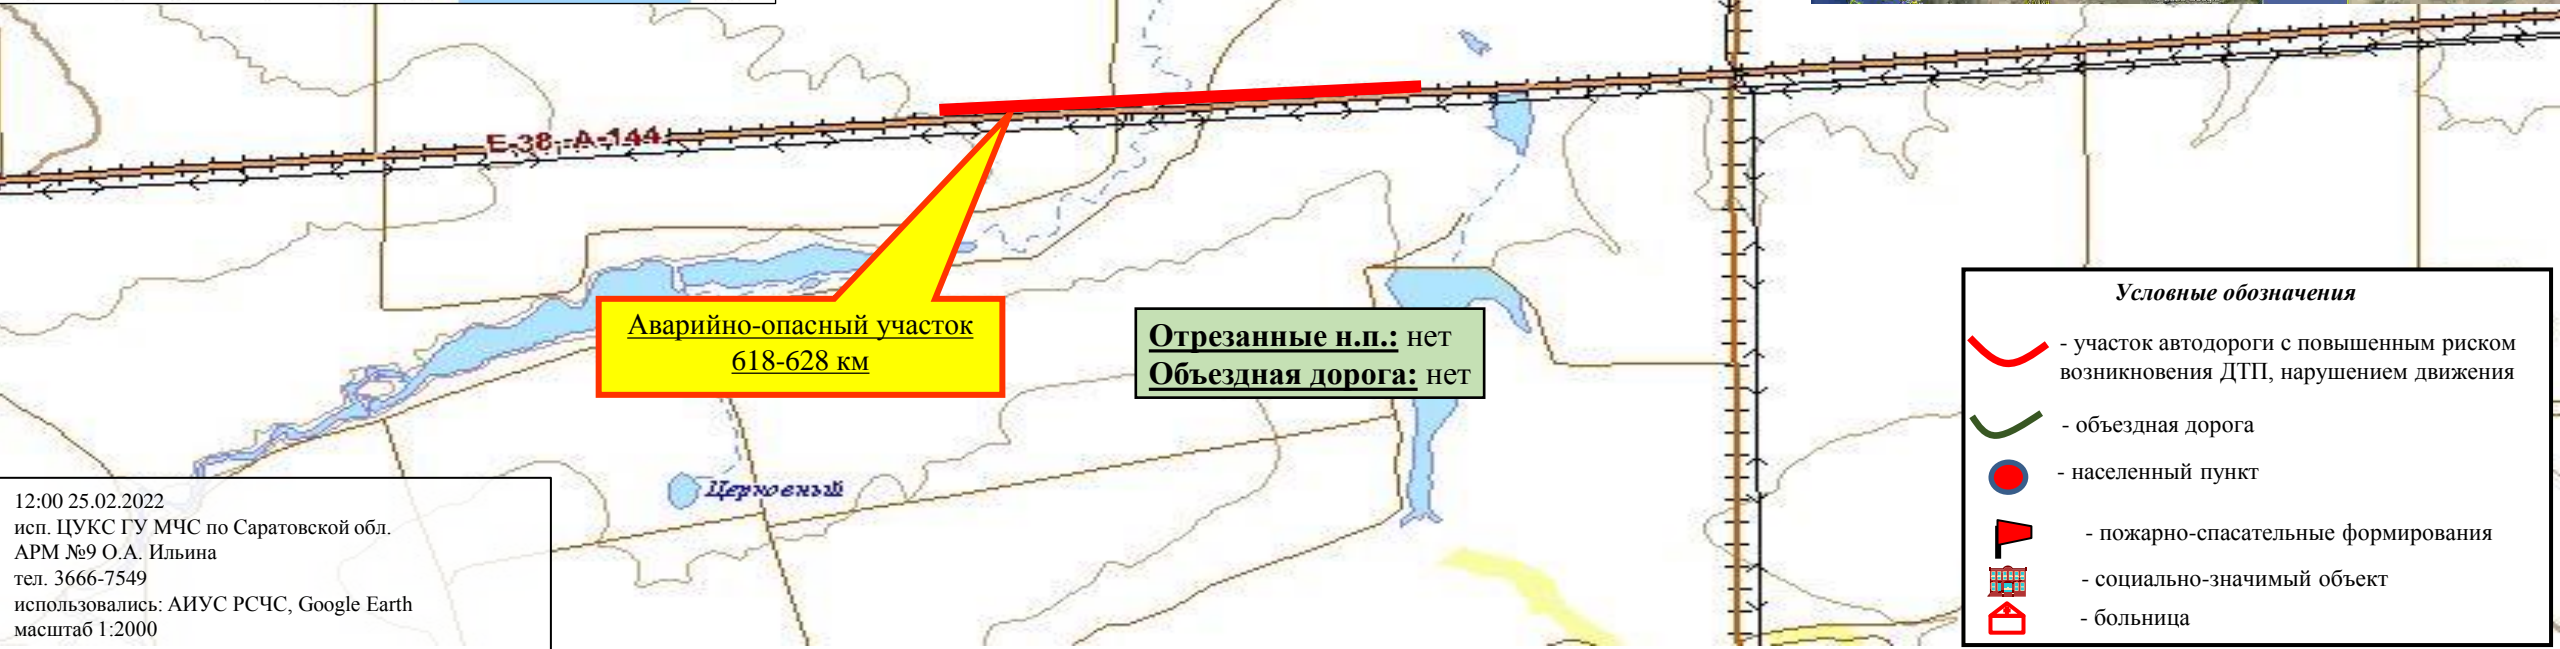 E-38-A-144
Аварийно-опасный участок
618-628 км
Отрезанные н.п.: нет
Объездная дорога: нет
Церковный
Условные обозначения
- участок автодороги с повышенным риском
возникновения ДТП, нарушением движения
- объездная дорога
- населенный пункт
- пожарно-спасательные формирования
- социально-значимый объект
- больница
12:00 25.02.2022
исп. ЦУКС ГУ МЧС по Саратовской обл.
АРМ №9 О.А. Ильина
тел. 3666-7549
использовались: АИУС РСЧС, Google Earth
масштаб 1:2000